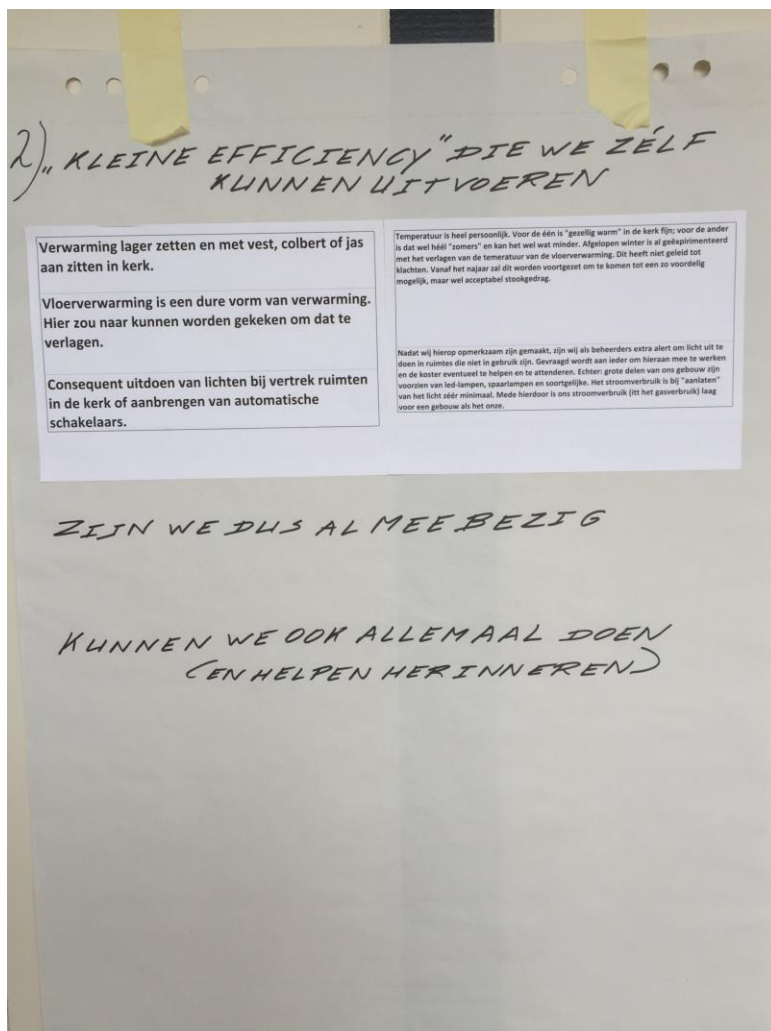 2) „KLEINE EFFICIENCY" DIE WE ZÉLF
KUNNEN UITVOEREN
Verwarming lager zetten en met vest, colbert of jas
aan zitten in kerk.
Vloerverwarming is een dure vorm van verwarming.
Hier zou naar kunnen worden gekeken om dat te
verlagen.
Consequent uitdoen van lichten bij vertrek ruimten
in de kerk of aanbrengen van automatische
schakelaars.
Temperatuur is heel persoonlijk. Voor de één is "gezellig warm" in de kerk fijn; voor de ander
is dat wel héél "zomers" en kan het wel wat minder. Afgelopen winter is al geëxpirimenteerd
met het verlagen van de temeratuur van de vloerverwarming. Dit heeft niet geleid tot
klachten. Vanaf het najaar zal dit worden voortgezet om te komen tot een zo voordelig
mogelijk, maar wel acceptabel stookgedrag.
Nadat wij hierop opmerkzaam zijn gemaakt, zijn wij als beheerders extra alert om licht uit te
doen in ruimtes die niet in gebruik zijn. Gevraagd wordt aan ieder om hieraan mee te werken
en de koster eventueel te helpen en te attenderen. Echter: grote delen van ons gebouw zijn
voorzien van led-lampen, spaarlampen en soortgelijke. Het stroomverbruik is bij "aanlaten"
van het licht zéér minimaal. Mede hierdoor is ons stroomverbruik (itt het gasverbruik) laag
voor een gebouw als het onze.
ZIJN WE DUS AL MEE BEZIG
KUNNEN WE OOK ALLEMAAL DOEN
(EN HELPEN HERINNEREN)